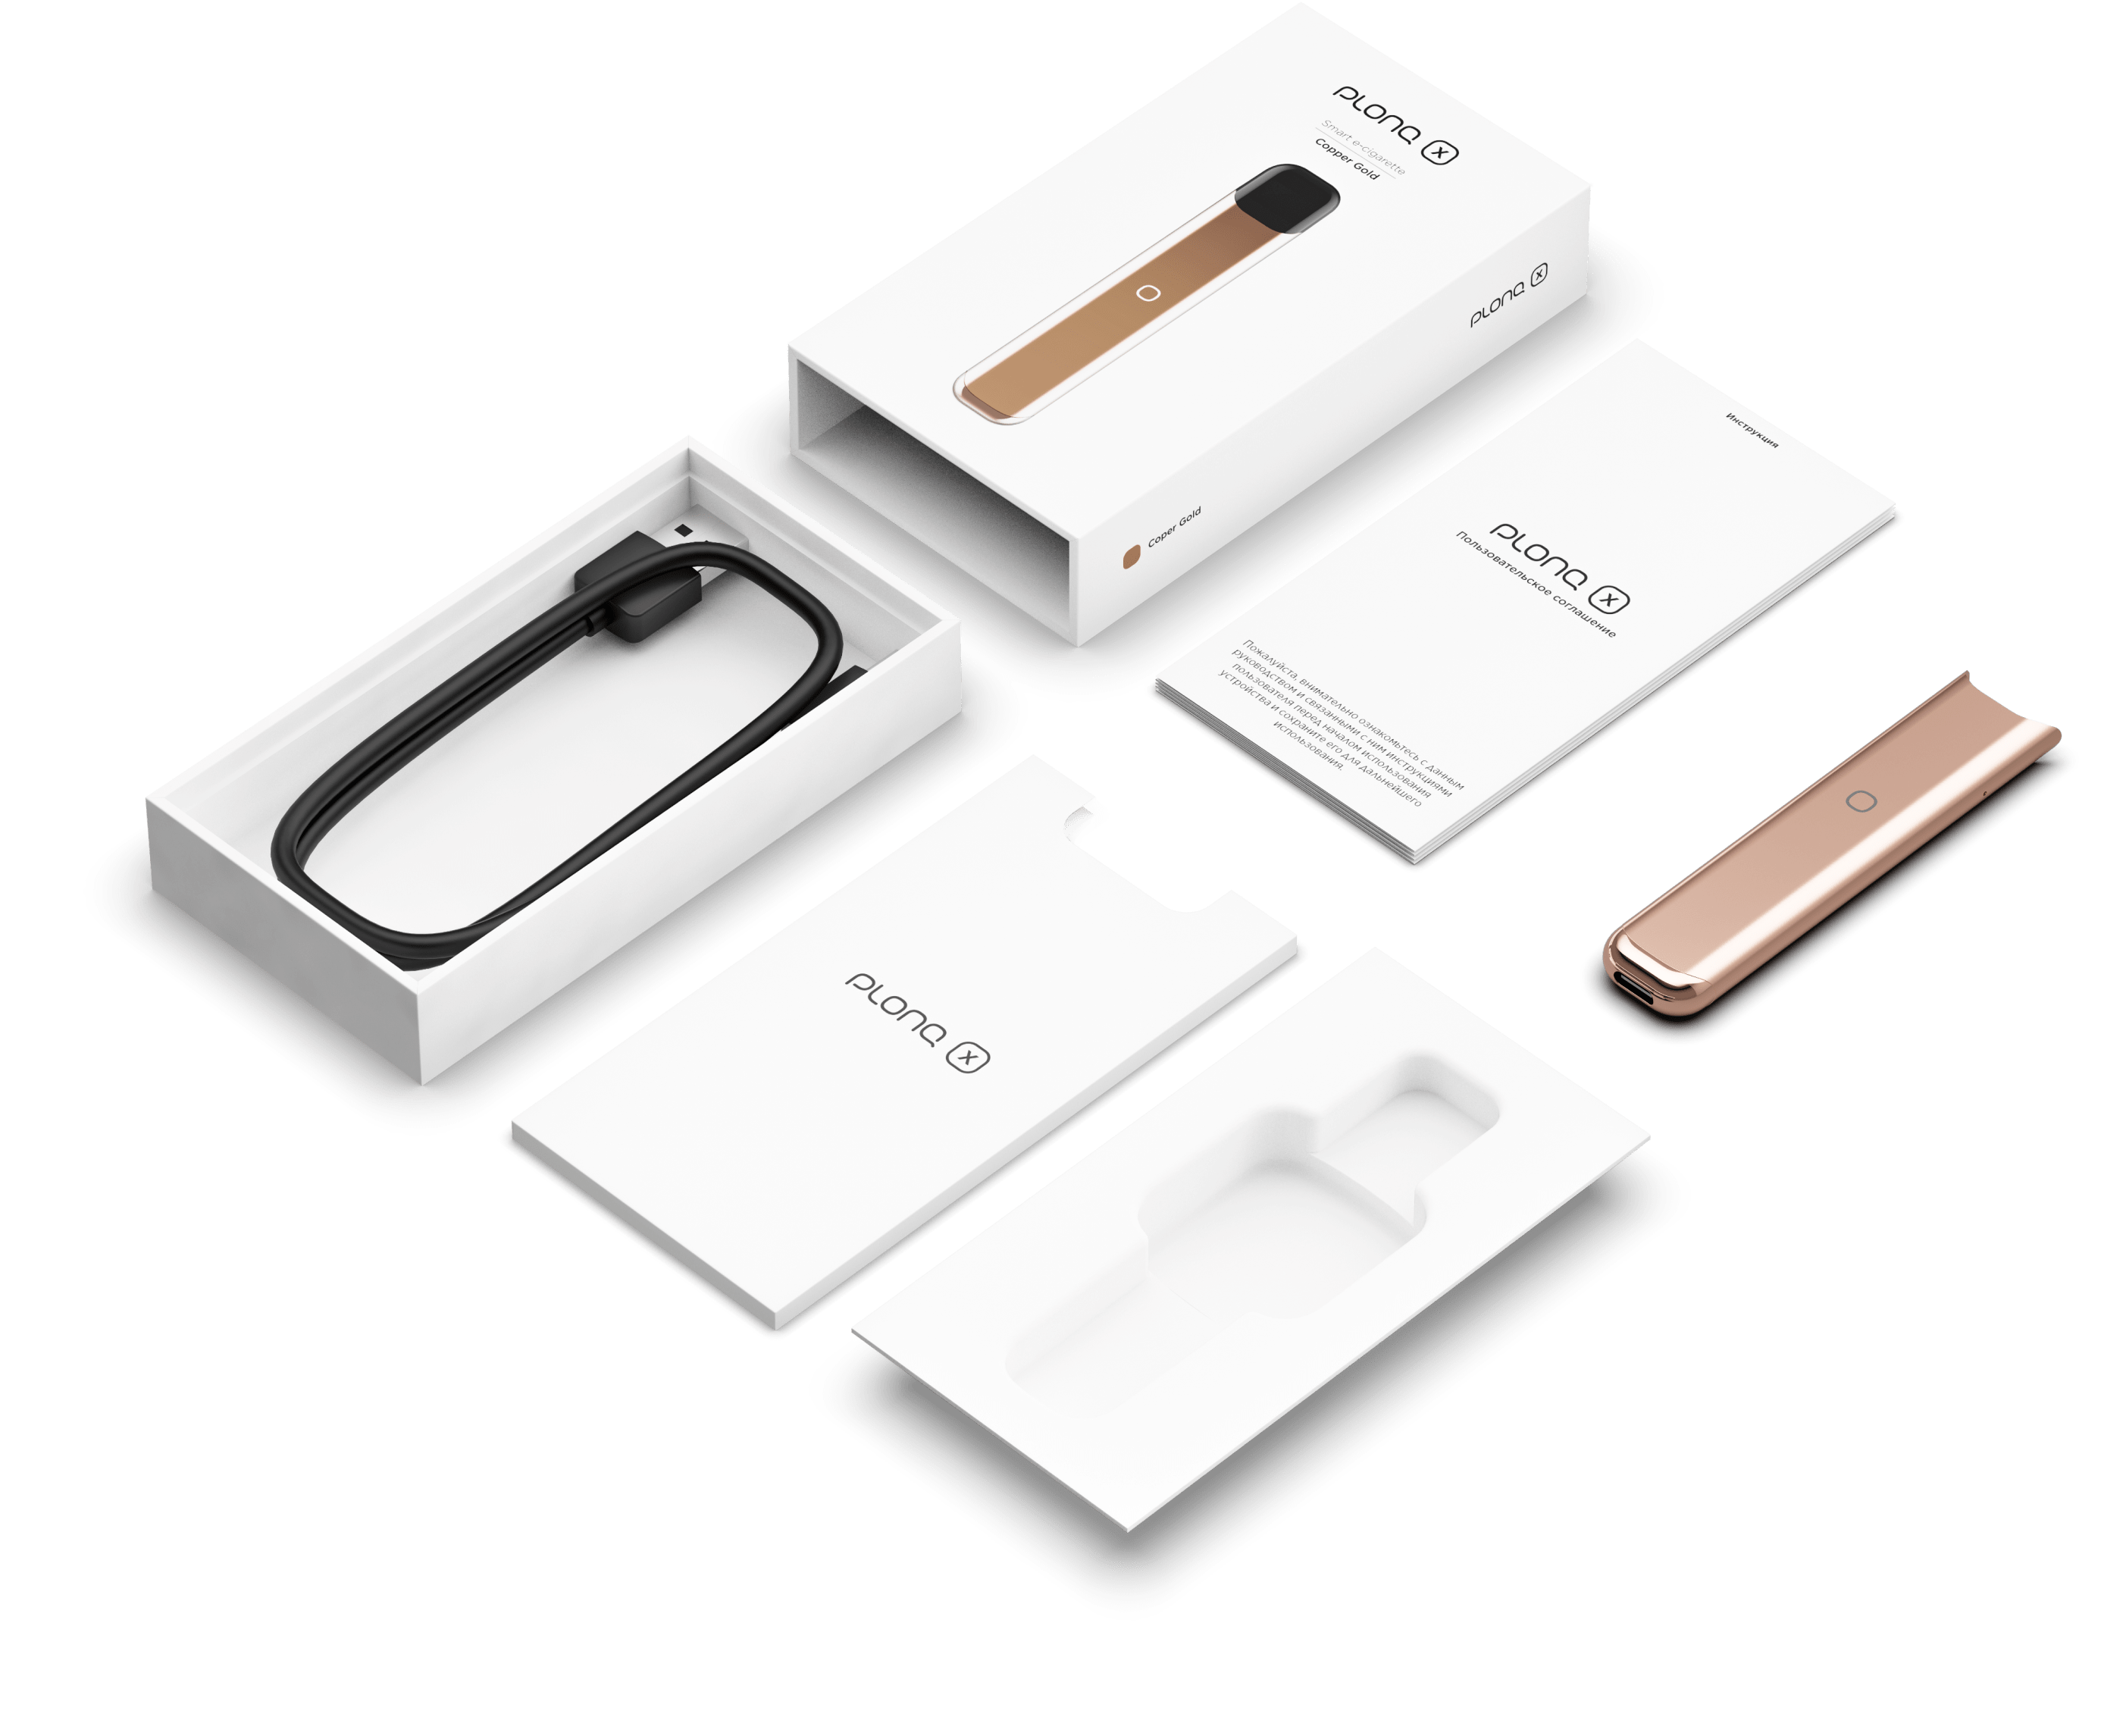 PLONQ X
Smart e-cigarette
Copper Gold
PLONQ X
Coper Gold
Инструкция
PLONQ X
Пользовательское соглашение
Пожалуйста, внимательно ознакомьтесь с данным
руководством и связанными с ним инструкциями
пользователя перед началом использования
устройства и сохраните его для дальнейшего
использования.
PLONQ X